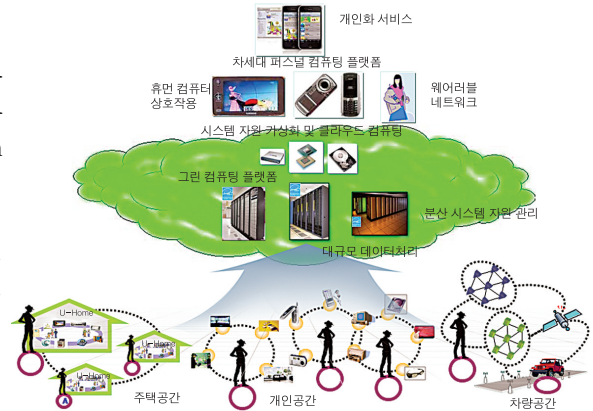 개인화 서비스
차세대 퍼스널 컴퓨팅 플랫폼
휴먼 컴퓨터
상호작용
웨어러블
네트워크
시스템 자원 가상화 및 클라우드 컴퓨팅
그린 컴퓨팅 플랫폼
분산 시스템 자원 관리
대규모 데이터처리
U-Home
U-Home
U-Home
A
주택공간
개인공간
차량공간